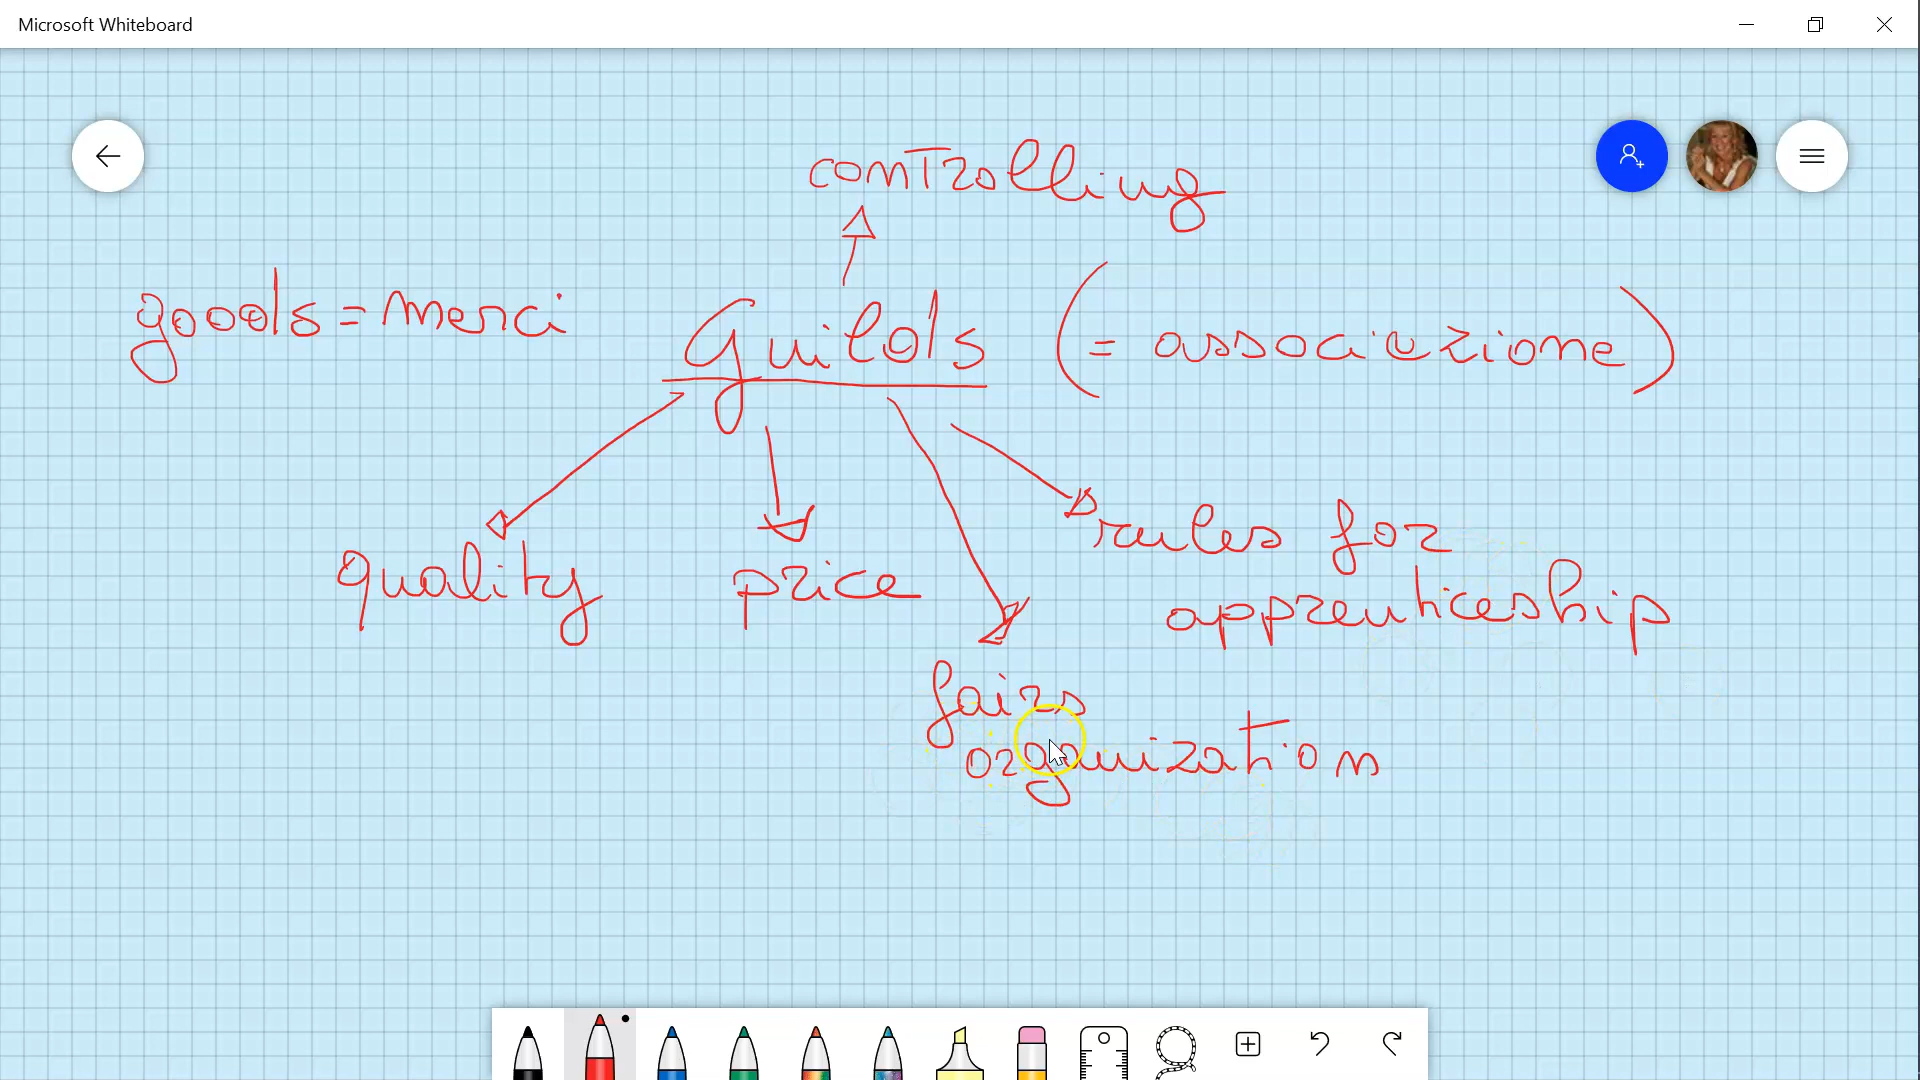 Microsoft Whiteboard
controlling
goods = merci
Guilds (= associazione)
quality
price
rules for
apprenticeship
fairs
organization